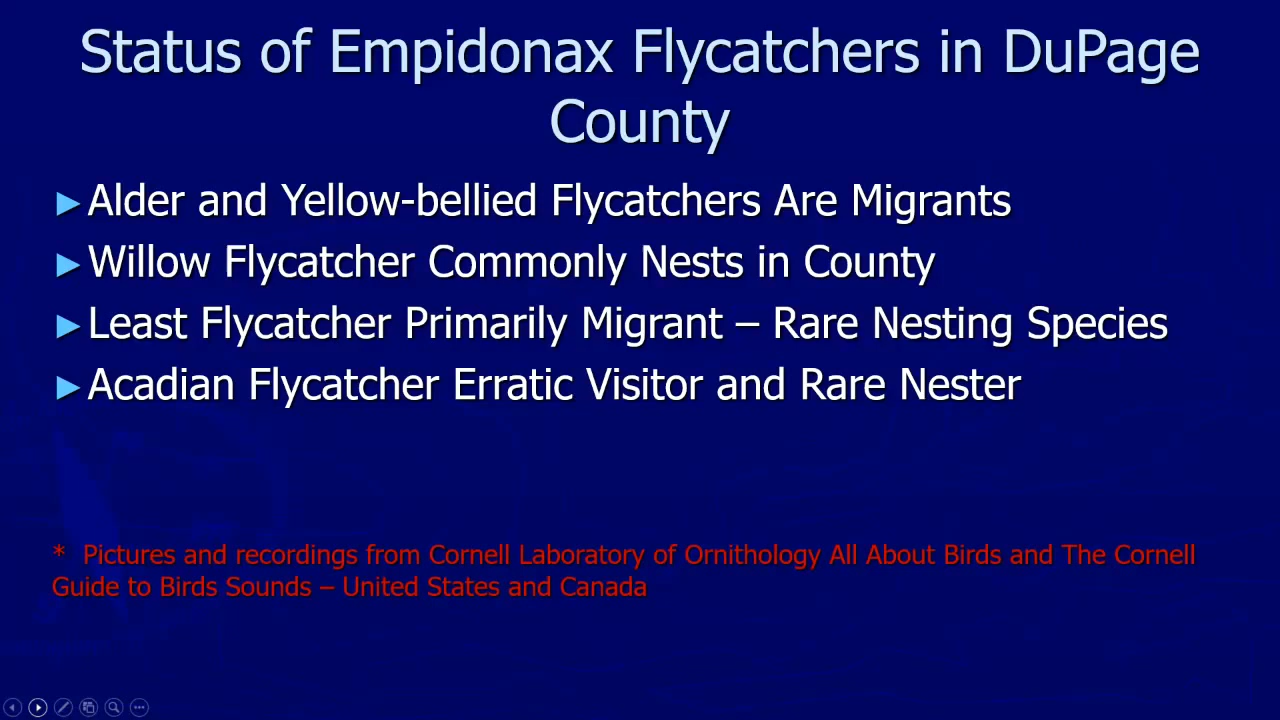 Status of Empidonax Flycatchers in DuPage
County
►Alder and Yellow-bellied Flycatchers Are Migrants
►Willow Flycatcher Commonly Nests in County
►Least Flycatcher Primarily Migrant – Rare Nesting Species
►Acadian Flycatcher Erratic Visitor and Rare Nester
* Pictures and recordings from Cornell Laboratory of Ornithology All About Birds and The Cornell
Guide to Birds Sounds – United States and Canada